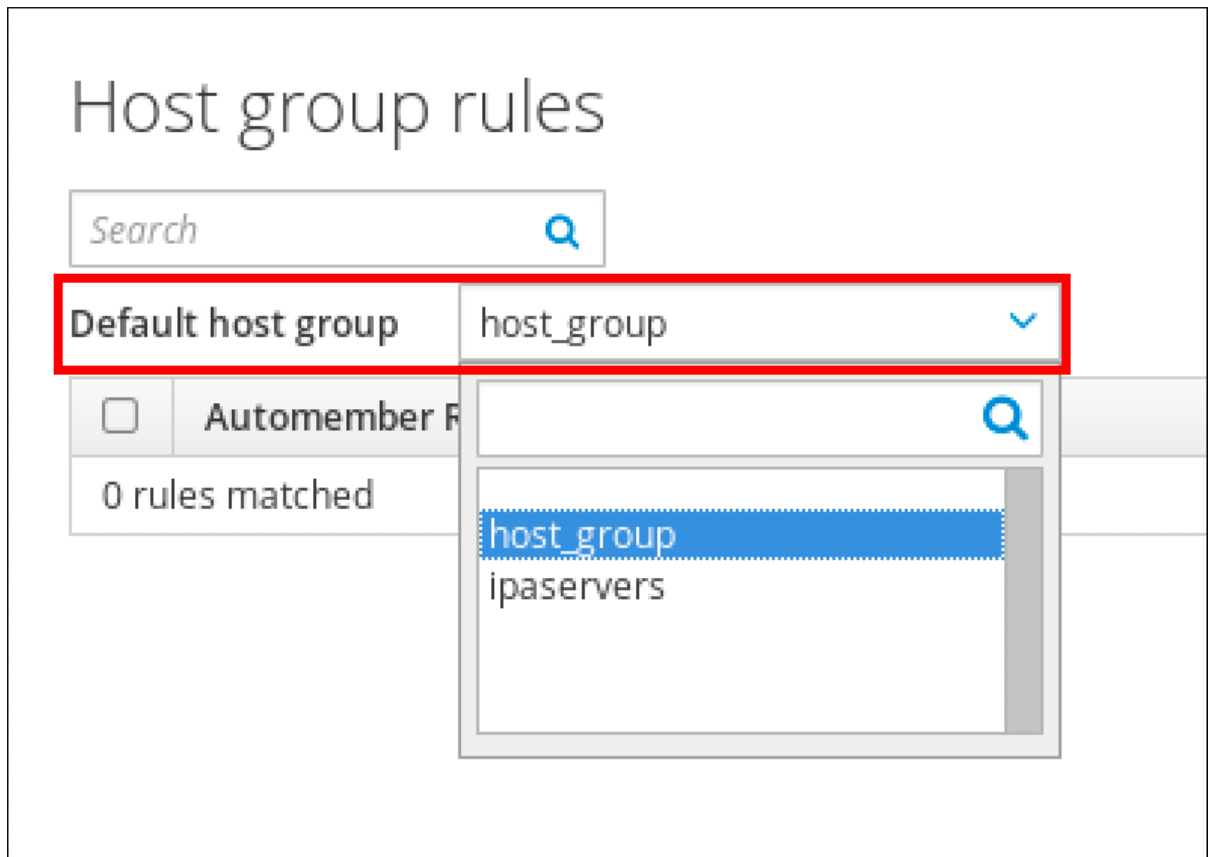 Host group rules
Search
Default host group host_group
Automember
0 rules matched
host_group
ipaservers